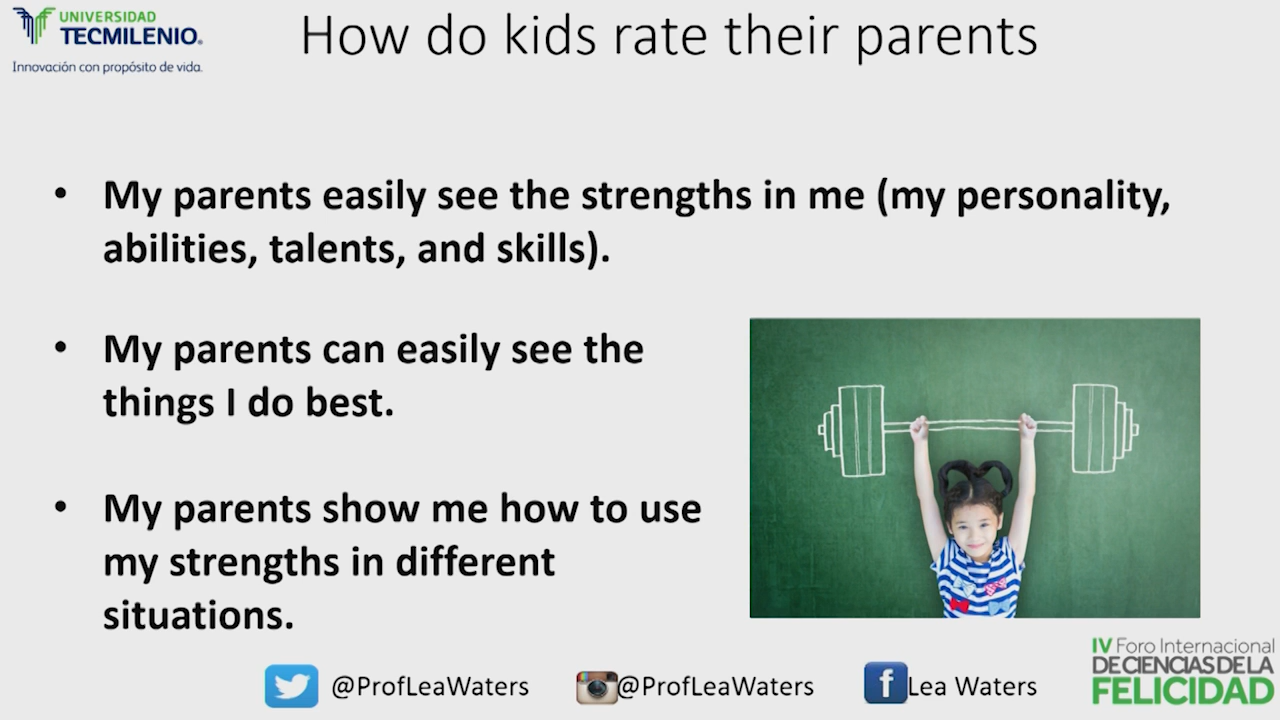 UNIVERSIDAD
TECMILENIO.
Innovación con propósito de vida.
How do kids rate their parents
• My parents easily see the strengths in me (my personality,
abilities, talents, and skills).
• My parents can easily see the
things I do best.
• My parents show me how to use
my strengths in different
situations.
@ProfLeaWaters
@ProfLeaWaters
f Lea Waters
IV Foro Internacional
DE CIENCIAS DE LA
FELICIDAD